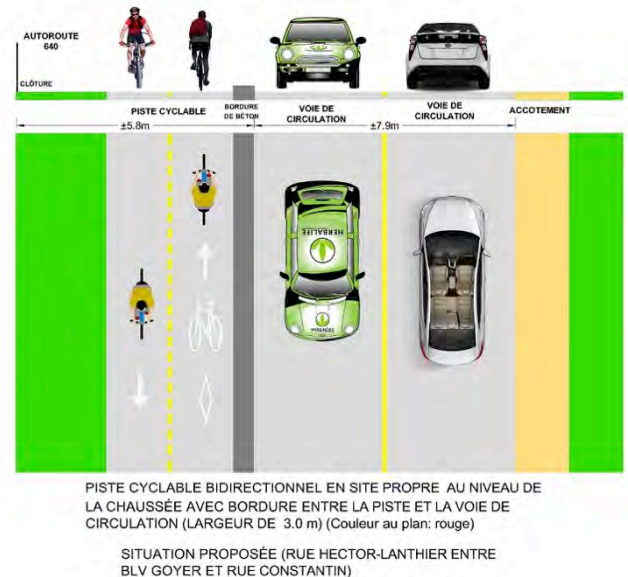 AUTOROUTE
640
CLÔTURE
PISTE CYCLABLE
BORDURE
DE BÉTON
VOIE DE
CIRCULATION
VOIE DE
CIRCULATION
ACCOTEMENT
±5.8m
±7.9m
HERBALIFE
PISTE CYCLABLE BIDIRECTIONNEL EN SITE PROPRE AU NIVEAU DE
LA CHAUSSÉE AVEC BORDURE ENTRE LA PISTE ET LA VOIE DE
CIRCULATION (LARGEUR DE 3.0 m) (Couleur au plan: rouge)
SITUATION PROPOSÉE (RUE HECTOR-LANTHIER ENTRE
BLV GOYER ET RUE CONSTANTIN)